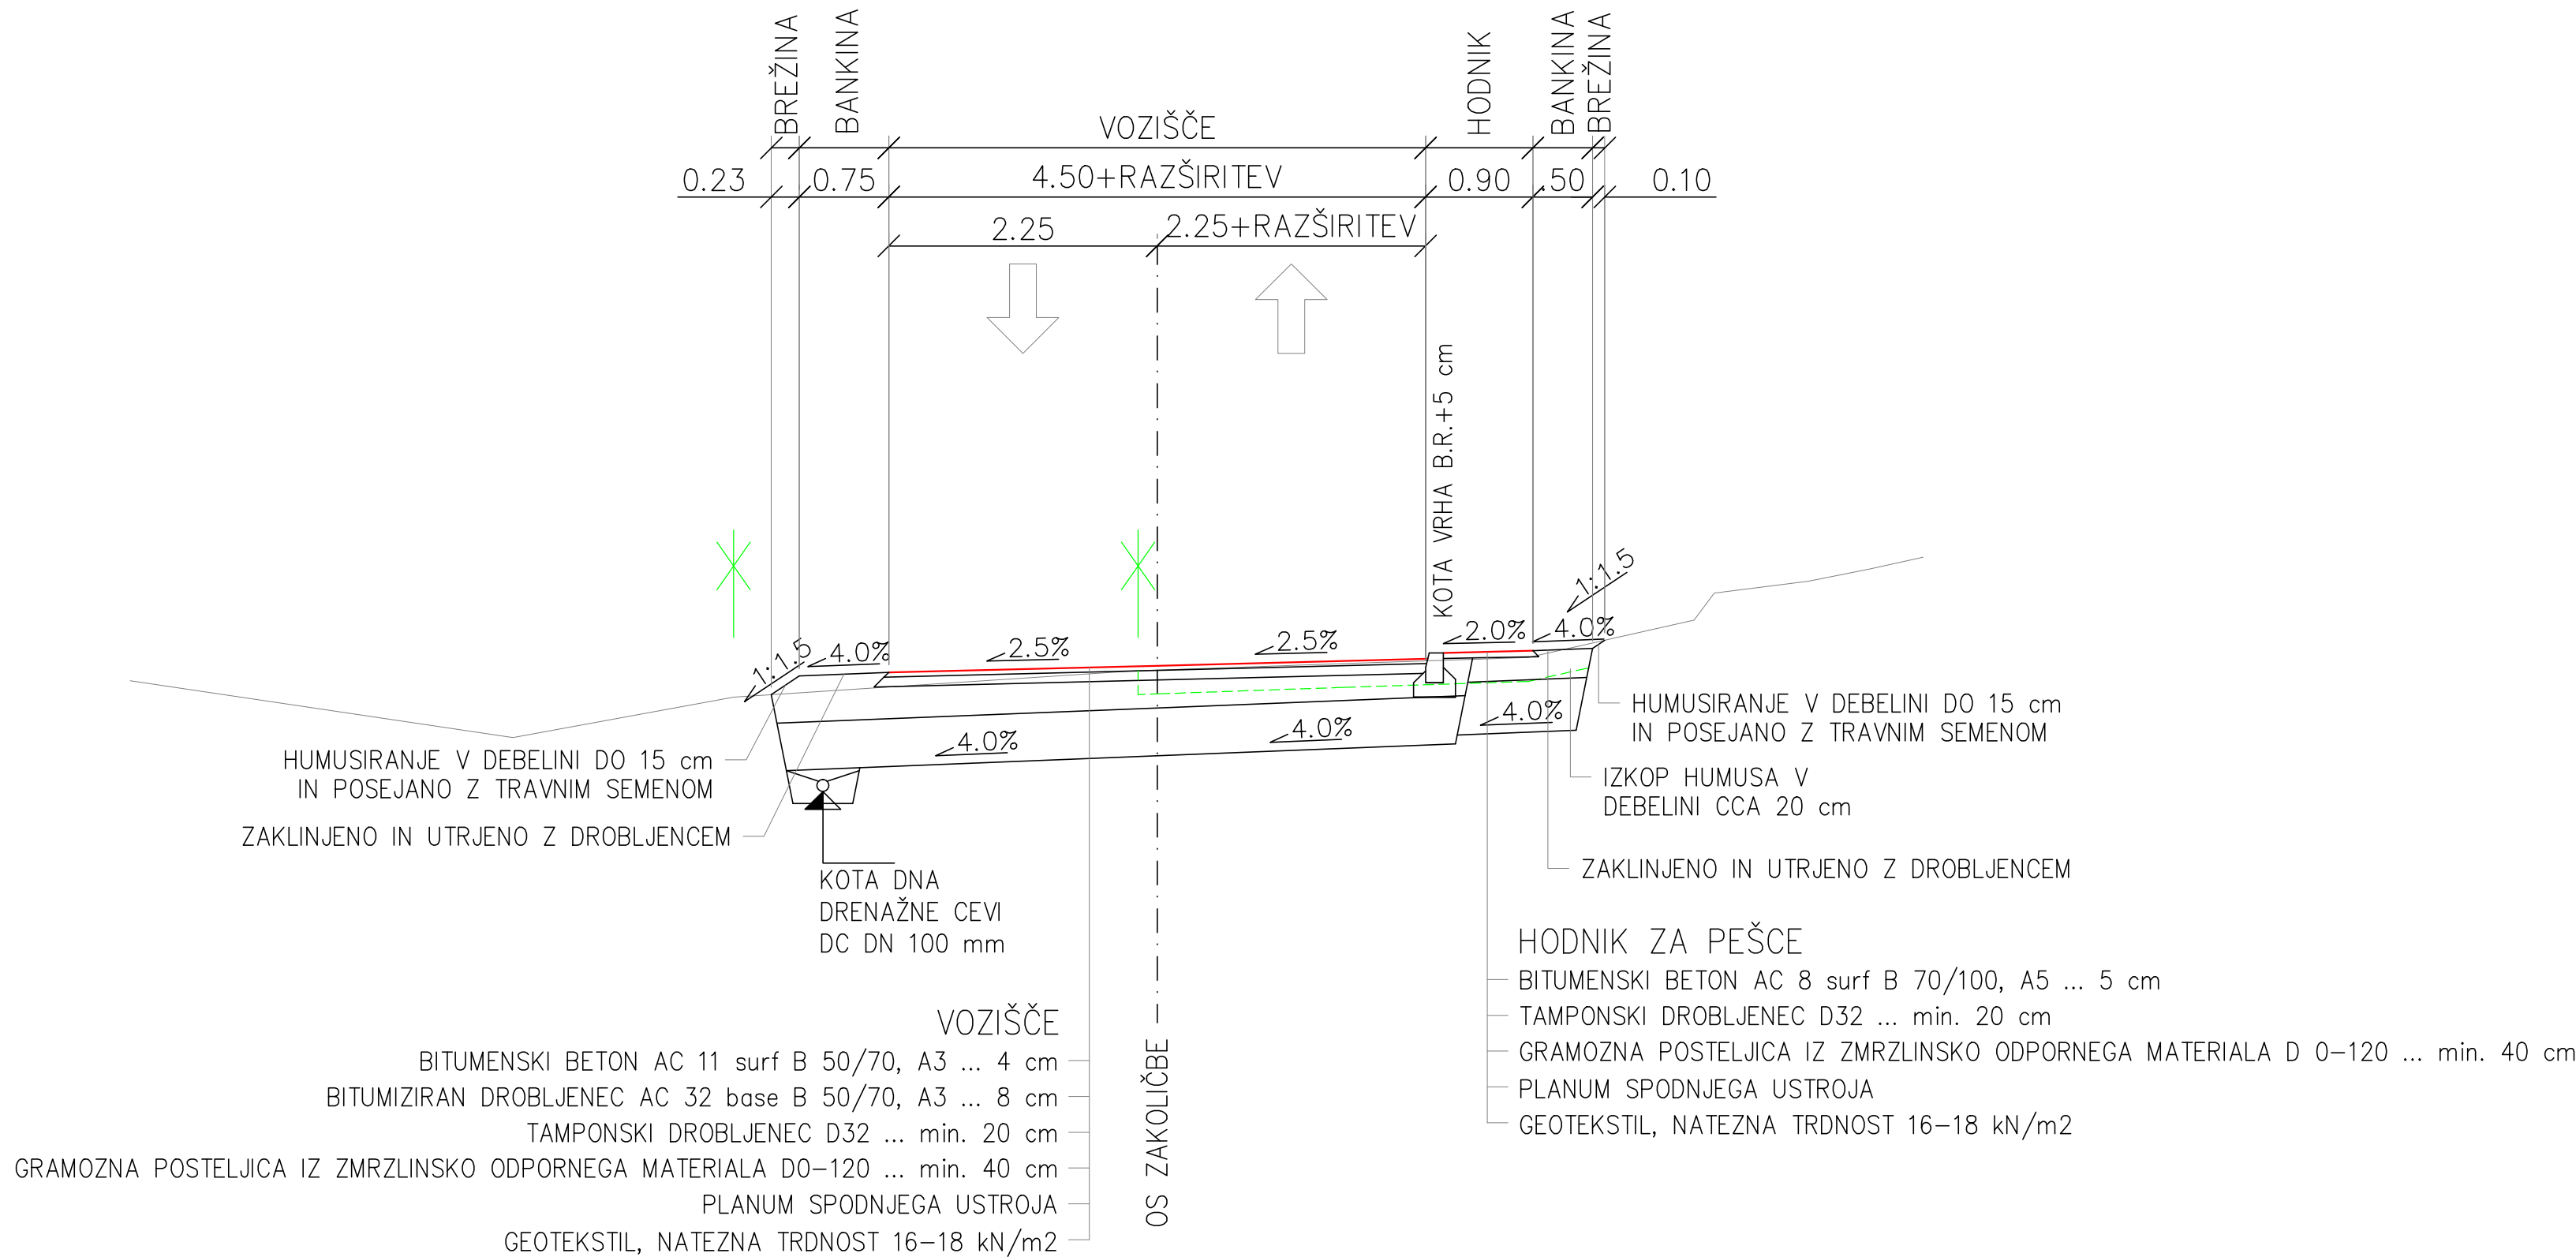 BREŽINA
BANKINA
VOZIŠČE
HODNIK
BANKINA
BREŽINA
0.23
0.75
4.50+RAZŠIRITEV
0.90
.50
0.10
2.25
2.25+RAZŠIRITEV
KOTA VRHA B.R.+5 cm
1:1.5
4.0%
2.5%
2.5%
2.0%
4.0%
1:1.5
4.0%
4.0%
4.0%
HUMUSIRANJE V DEBELINI DO 15 cm
IN POSEJANO Z TRAVNIM SEMENOM
ZAKLINJENO IN UTRJENO Z DROBLJENCEM
KOTA DNA
DRENAŽNE CEVI
DC DN 100 mm
HUMUSIRANJE V DEBELINI DO 15 cm
IN POSEJANO Z TRAVNIM SEMENOM
IZKOP HUMUSA V
DEBELINI CCA 20 cm
ZAKLINJENO IN UTRJENO Z DROBLJENCEM
VOZIŠČE
BITUMENSKI BETON AC 11 surf B 50/70, A3 ... 4 cm
BITUMIZIRAN DROBLJENEC AC 32 base B 50/70, A3 ... 8 cm
TAMPONSKI DROBLJENEC D32 ... min. 20 cm
GRAMOZNA POSTELJICA IZ ZMRZLINSKO ODPORNEGA MATERIALA D0-120 ... min. 40 cm
PLANUM SPODNJEGA USTROJA
GEOTEKSTIL, NATEZNA TRDNOST 16-18 kN/m2
OS ZAKOLIČBE
HODNIK ZA PEŠCE
BITUMENSKI BETON AC 8 surf B 70/100, A5 ... 5 cm
TAMPONSKI DROBLJENEC D32 ... min. 20 cm
GRAMOZNA POSTELJICA IZ ZMRZLINSKO ODPORNEGA MATERIALA D 0-120 ... min. 40 cm
PLANUM SPODNJEGA USTROJA
GEOTEKSTIL, NATEZNA TRDNOST 16-18 kN/m2